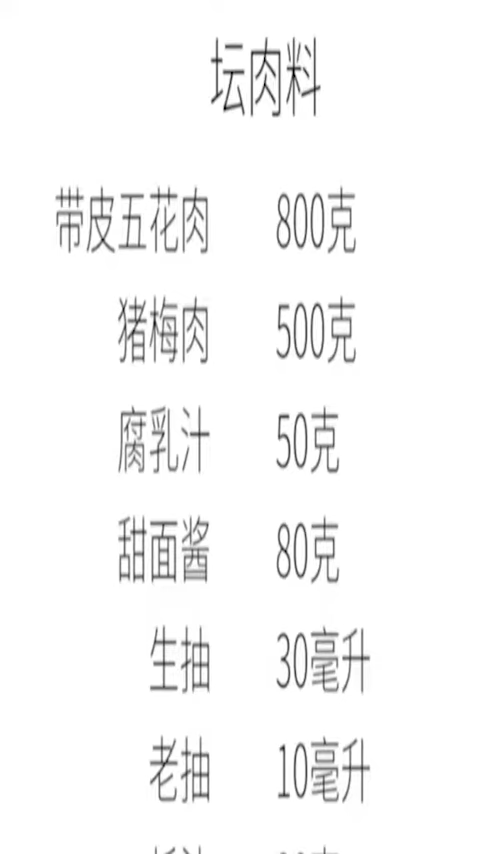 坛肉料
带皮五花肉 800克
猪梅肉 500克
腐乳汁 50克
甜面酱 80克
生抽 30毫升
老抽 10毫升